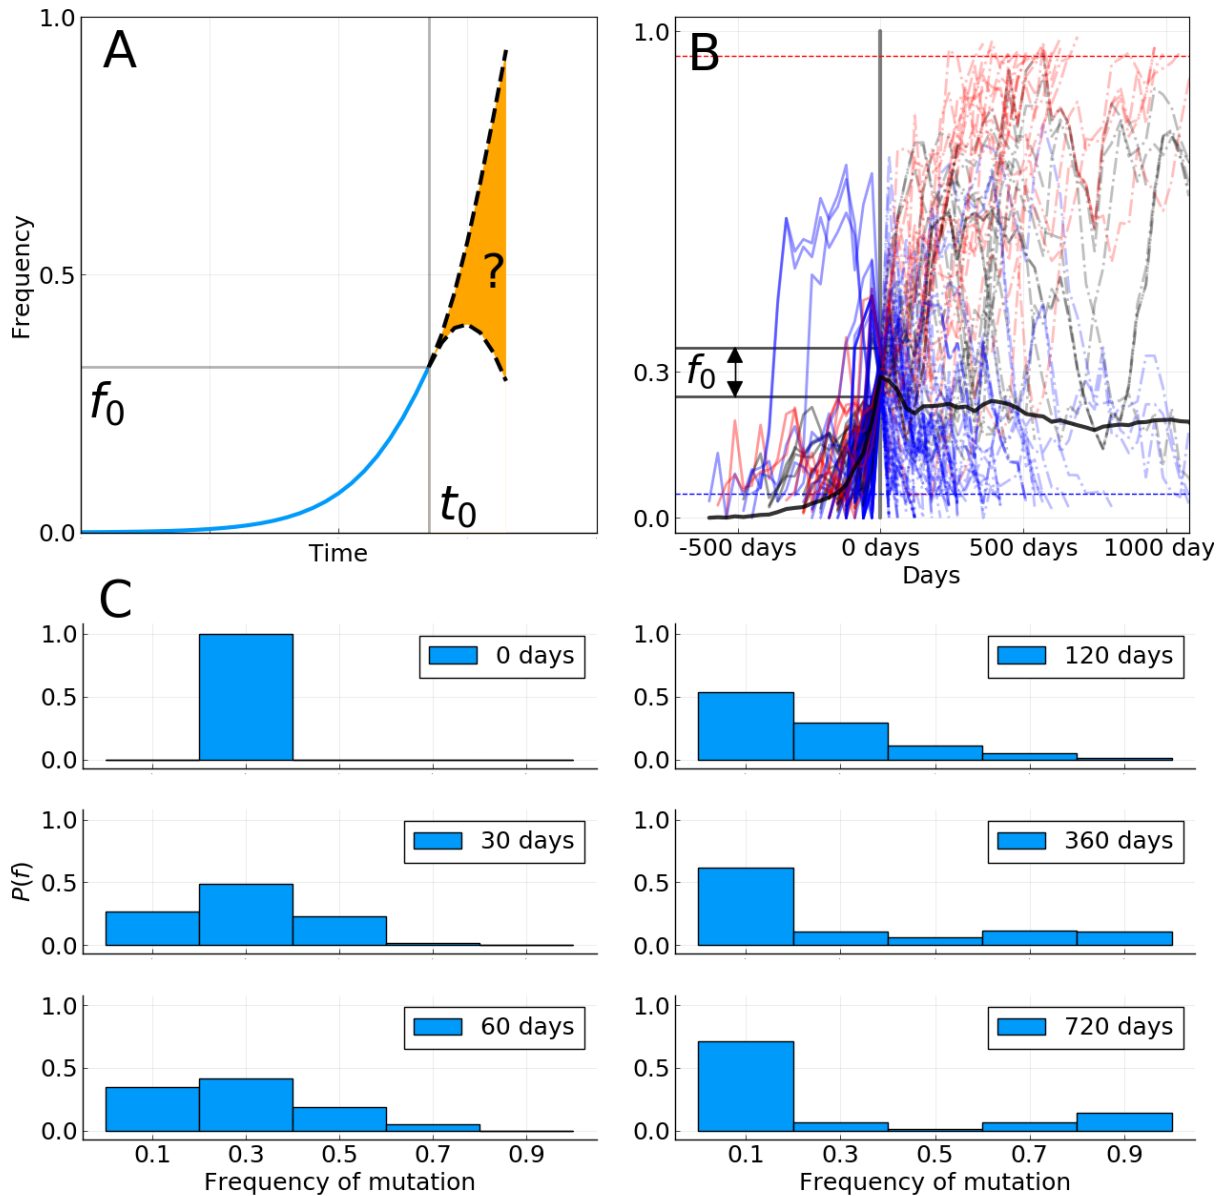 A
1.0
0.5
0.0
Frequency
f0
t0
?
Time
B
1.0
0.3
0.0
f0
-500 days
0 days
500 days
1000 day
Days
C
1.0
0.5
0.0
0 days
1.0
0.5
0.0
120 days
1.0
0.5
0.0
P(f)
30 days
1.0
0.5
0.0
360 days
1.0
0.5
0.0
60 days
0.1 0.3 0.5 0.7 0.9
Frequency of mutation
1.0
0.5
0.0
720 days
0.1 0.3 0.5 0.7 0.9
Frequency of mutation